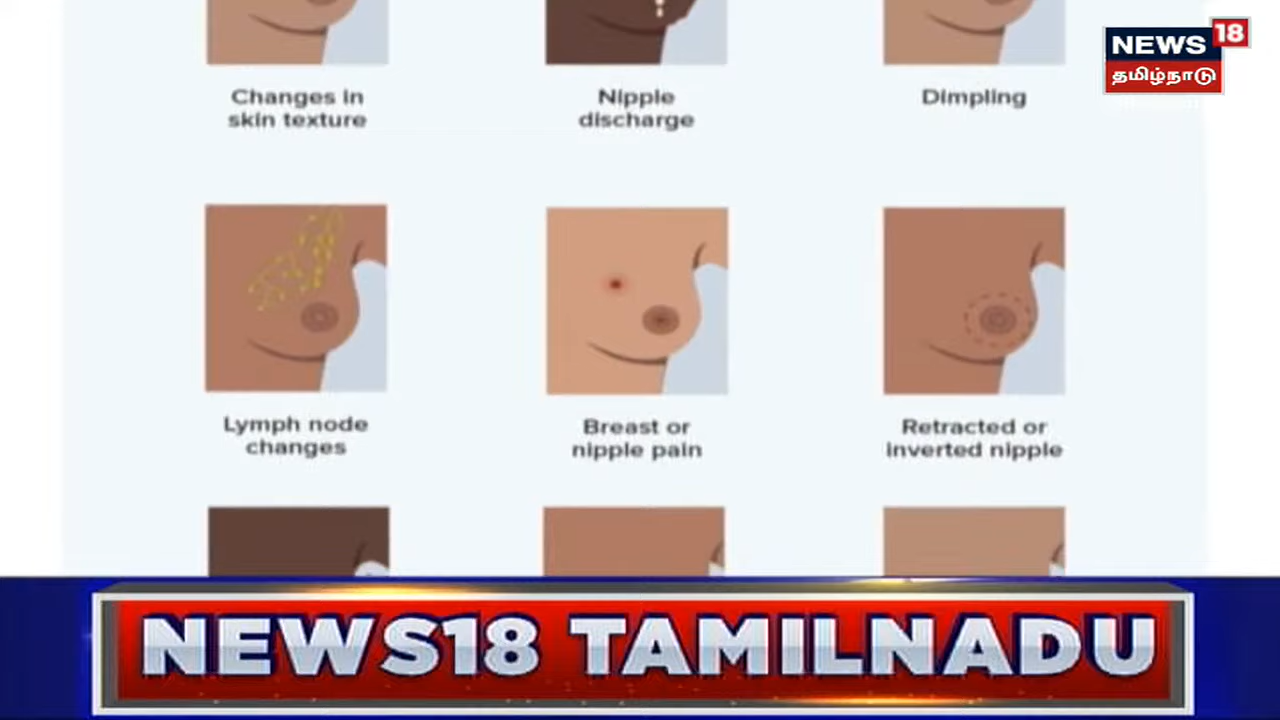 NEWS 18
தமிழ்நாடு
Changes in
skin texture
Nipple
discharge
Dimpling
Lymph node
changes
Breast or
nipple pain
Retracted or
inverted nipple
NEWS18 TAMILNADU